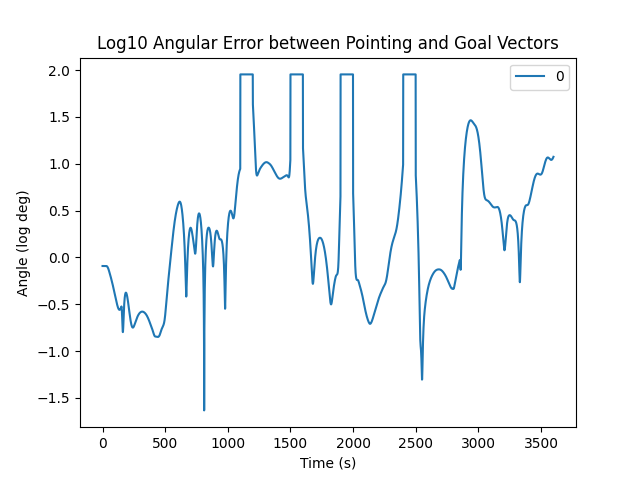 Log10 Angular Error between Pointing and Goal Vectors
0
Angle (log deg)
2.0
1.5
1.0
0.5
0.0
−0.5
−1.0
−1.5
0 500 1000 1500 2000 2500 3000 3500
Time (s)